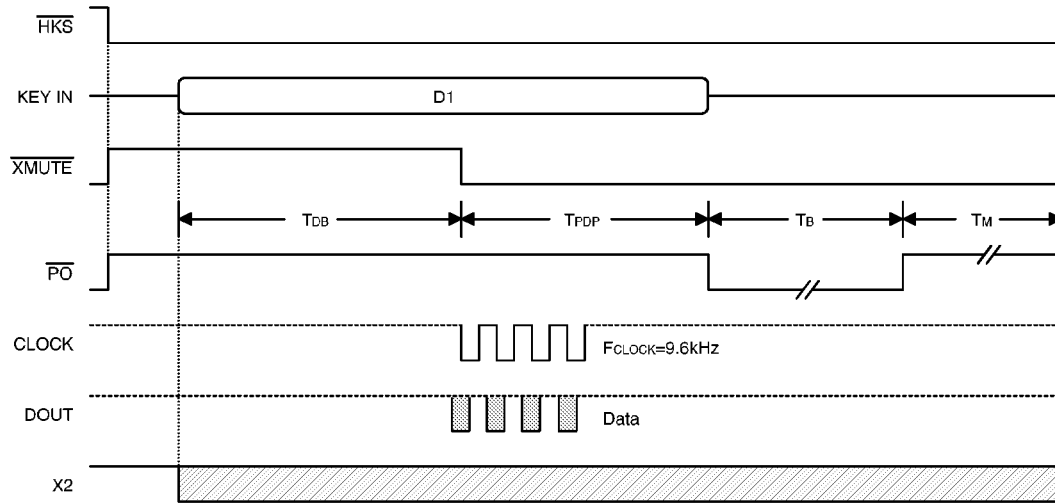 HKS
KEY IN
D1
XMUTE
TDB
TPDP
TB
TM
PO
CLOCK
FCLOCK=9.6kHz
DOUT
Data
X2